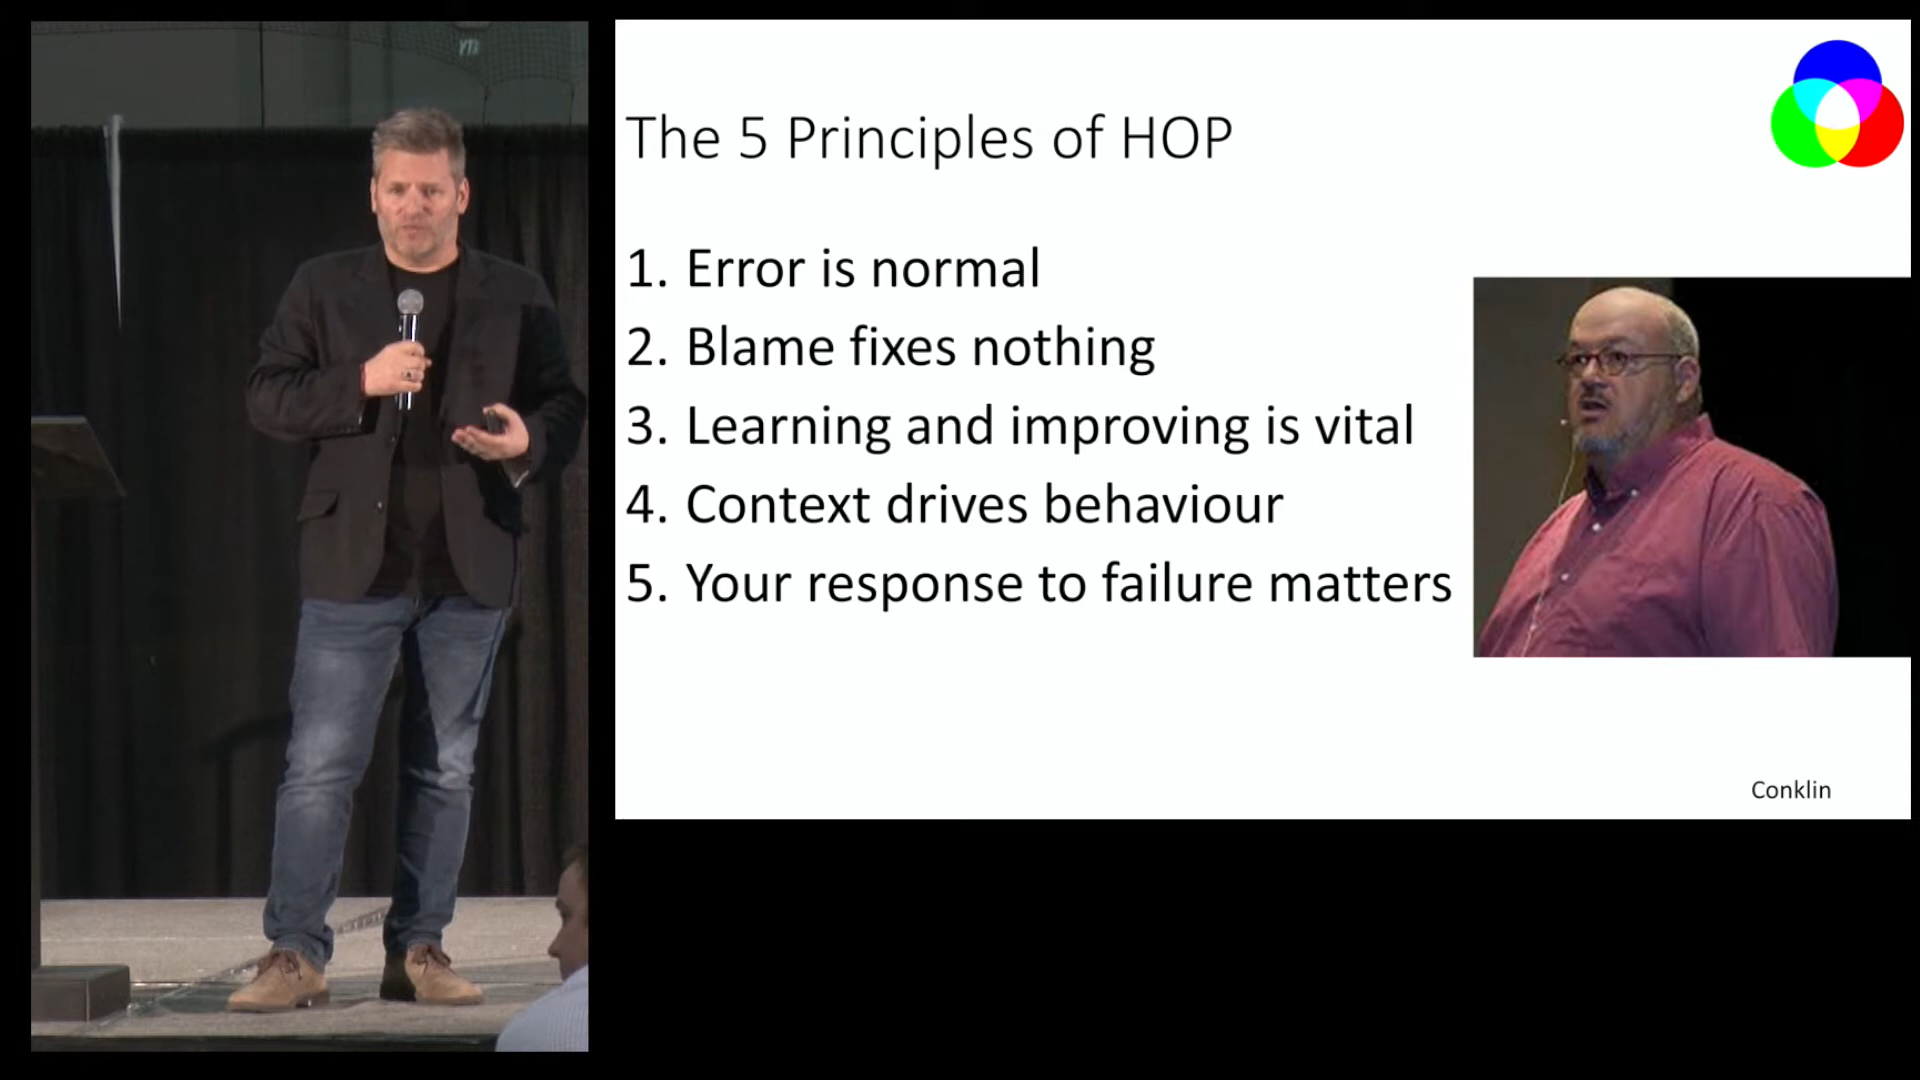 The 5 Principles of HOP
1. Error is normal
2. Blame fixes nothing
3. Learning and improving is vital
4. Context drives behaviour
5. Your response to failure matters
Conklin